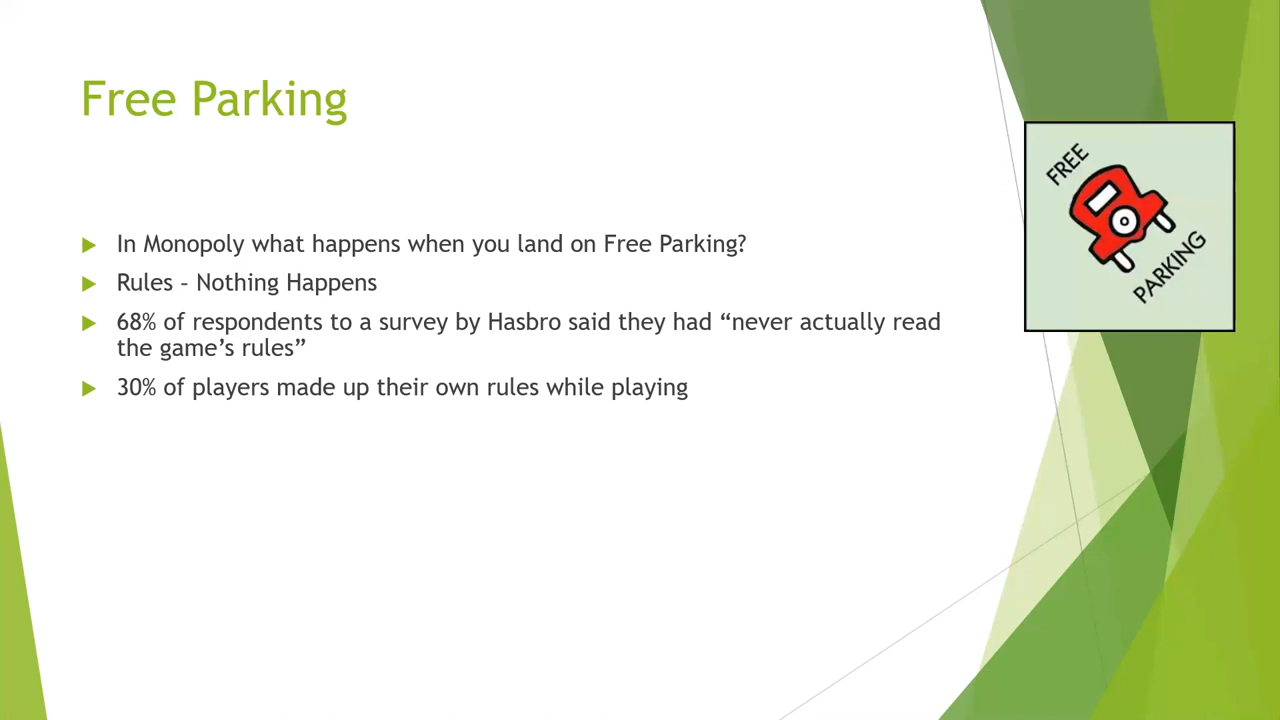 Free Parking
In Monopoly what happens when you land on Free Parking?
Rules – Nothing Happens
68% of respondents to a survey by Hasbro said they had “never actually read
the game’s rules”
30% of players made up their own rules while playing
FREE
PARKING